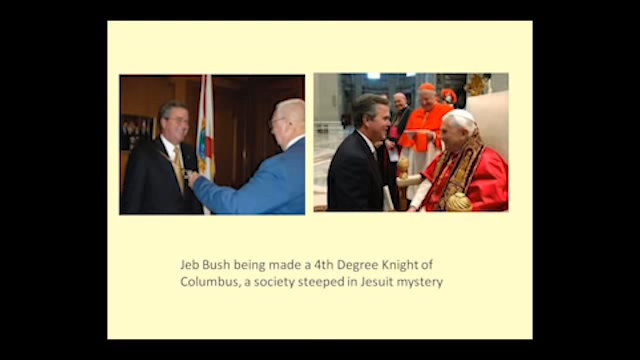 Jeb Bush being made a 4th Degree Knight of
Columbus, a society steeped in Jesuit mystery